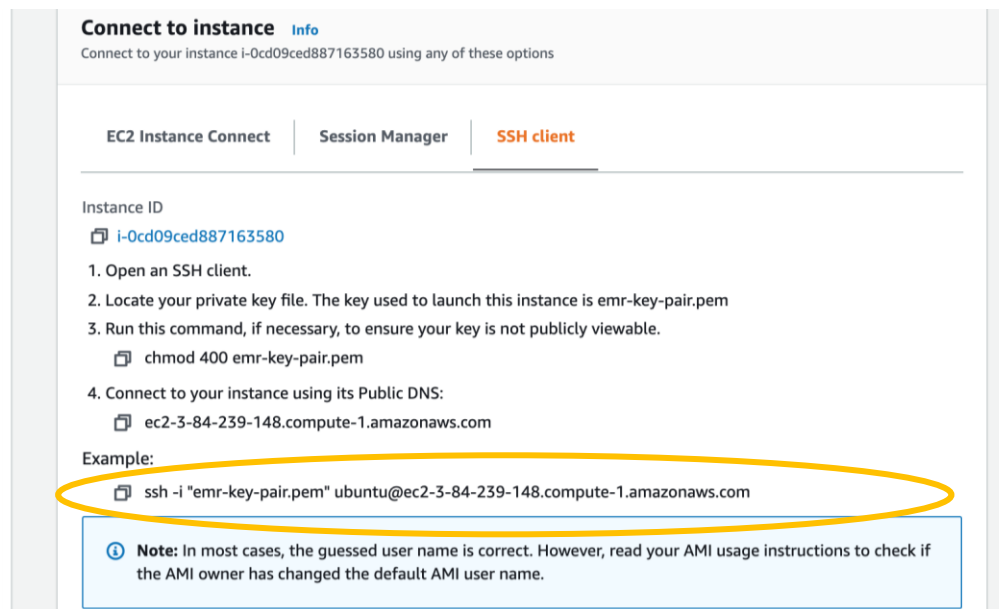 Connect to instance Info
Connect to your instance i-0cd09ced887163580 using any of these options
EC2 Instance Connect Session Manager SSH client
Instance ID
i-0cd09ced887163580
1. Open an SSH client.
2. Locate your private key file. The key used to launch this instance is emr-key-pair.pem
3. Run this command, if necessary, to ensure your key is not publicly viewable.
chmod 400 emr-key-pair.pem
4. Connect to your instance using its Public DNS:
ec2-3-84-239-148.compute-1.amazonaws.com
Example:
ssh -i "emr-key-pair.pem" ubuntu@ec2-3-84-239-148.compute-1.amazonaws.com
Note: In most cases, the guessed user name is correct. However, read your AMI usage instructions to check if
the AMI owner has changed the default AMI user name.